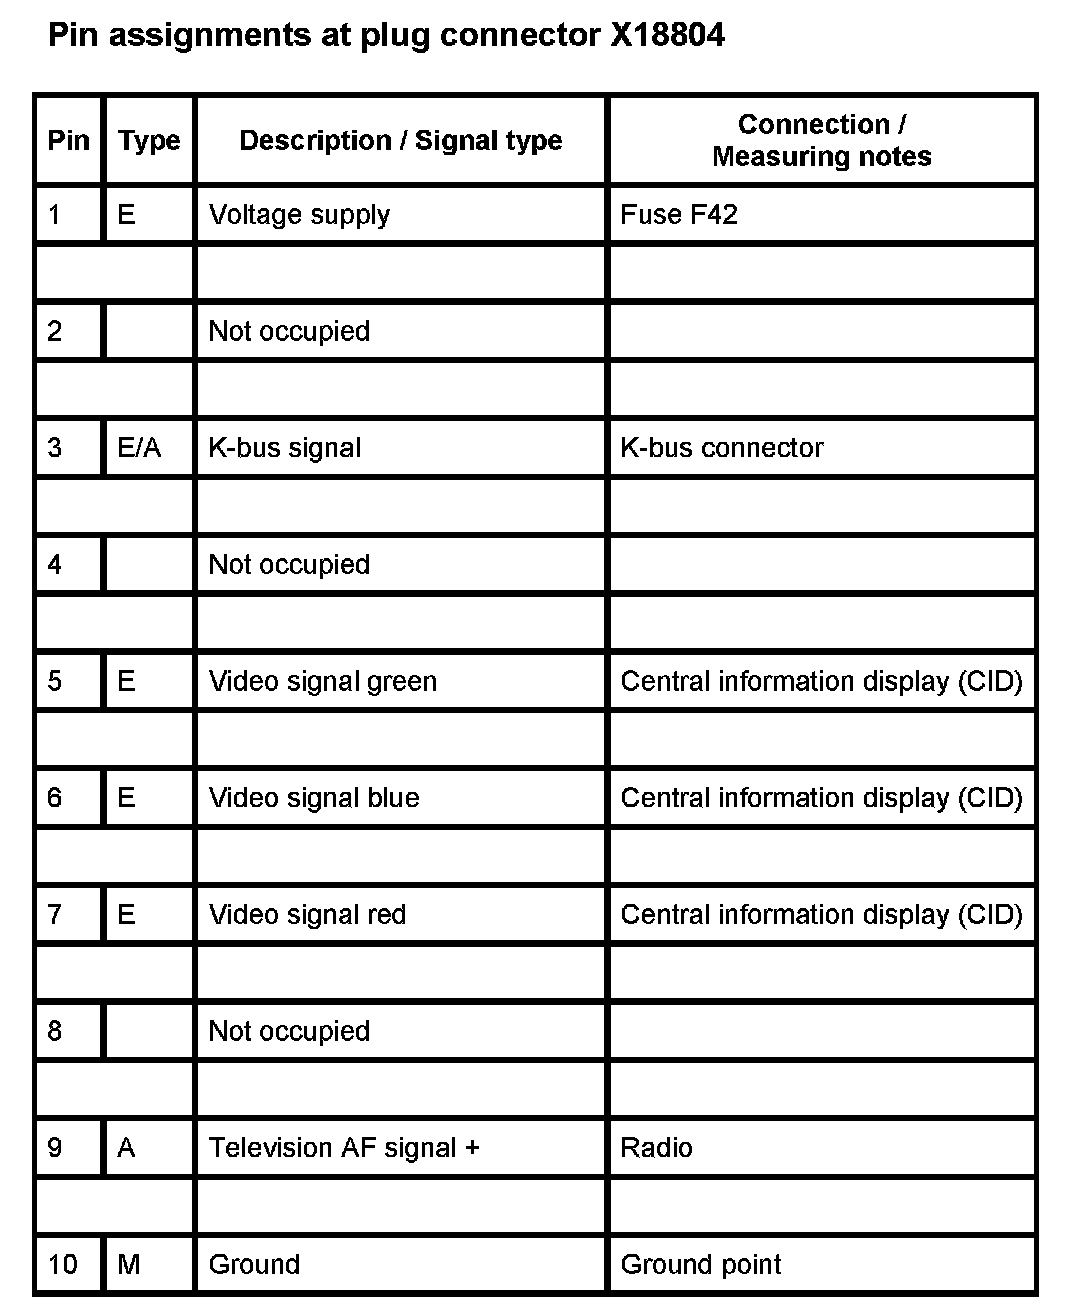 Pin assignments at plug connector X18804
Pin Type Description / Signal type Connection /
Measuring notes
1 E Voltage supply Fuse F42
2 Not occupied
3 E/A K-bus signal K-bus connector
4 Not occupied
5 E Video signal green Central information display (CID)
6 E Video signal blue Central information display (CID)
7 E Video signal red Central information display (CID)
8 Not occupied
9 A Television AF signal + Radio
10 M Ground Ground point